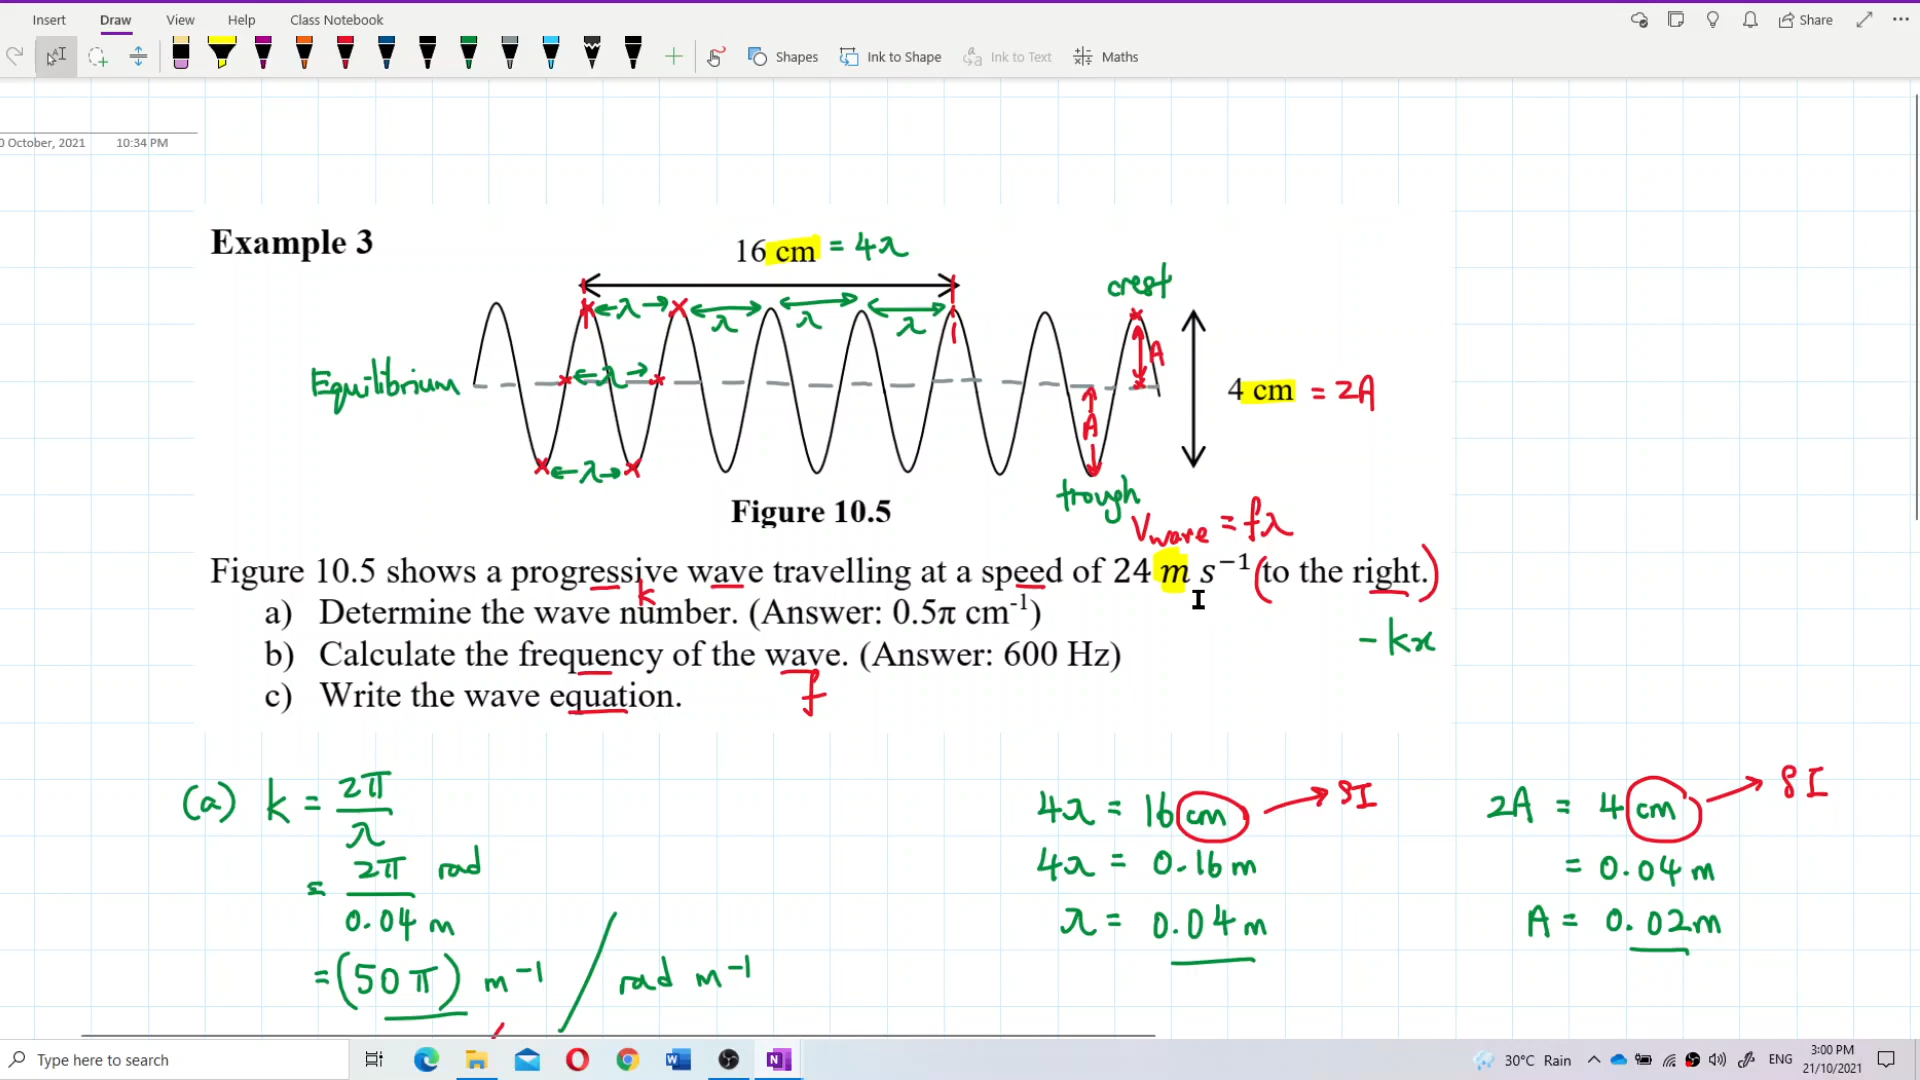 Insert Draw View Help Class Notebook
Share
Shapes Ink to Shape Ink to Text Maths
0 October, 2021 10:34 PM
Example 3
16 cm = 4λ
crest
λ λ λ λ
A
Equilibrium
λ
4 cm = 2A
A
λ
trough
Figure 10.5
Vwave = fλ
Figure 10.5 shows a progressive wave travelling at a speed of 24 m s⁻¹ (to the right.)
k
a) Determine the wave number. (Answer: 0.5π cm⁻¹)
- kx
b) Calculate the frequency of the wave. (Answer: 600 Hz)
f
c) Write the wave equation.
(a) k = 2π / λ
= 2π rad / 0.04 m
= (50π) m⁻¹ / rad m⁻¹
4λ = 16 cm → SI
4λ = 0.16 m
λ = 0.04 m
2A = 4 cm → SI
= 0.04 m
A = 0.02 m
Type here to search
30°C Rain
ENG
3:00 PM
21/10/2021